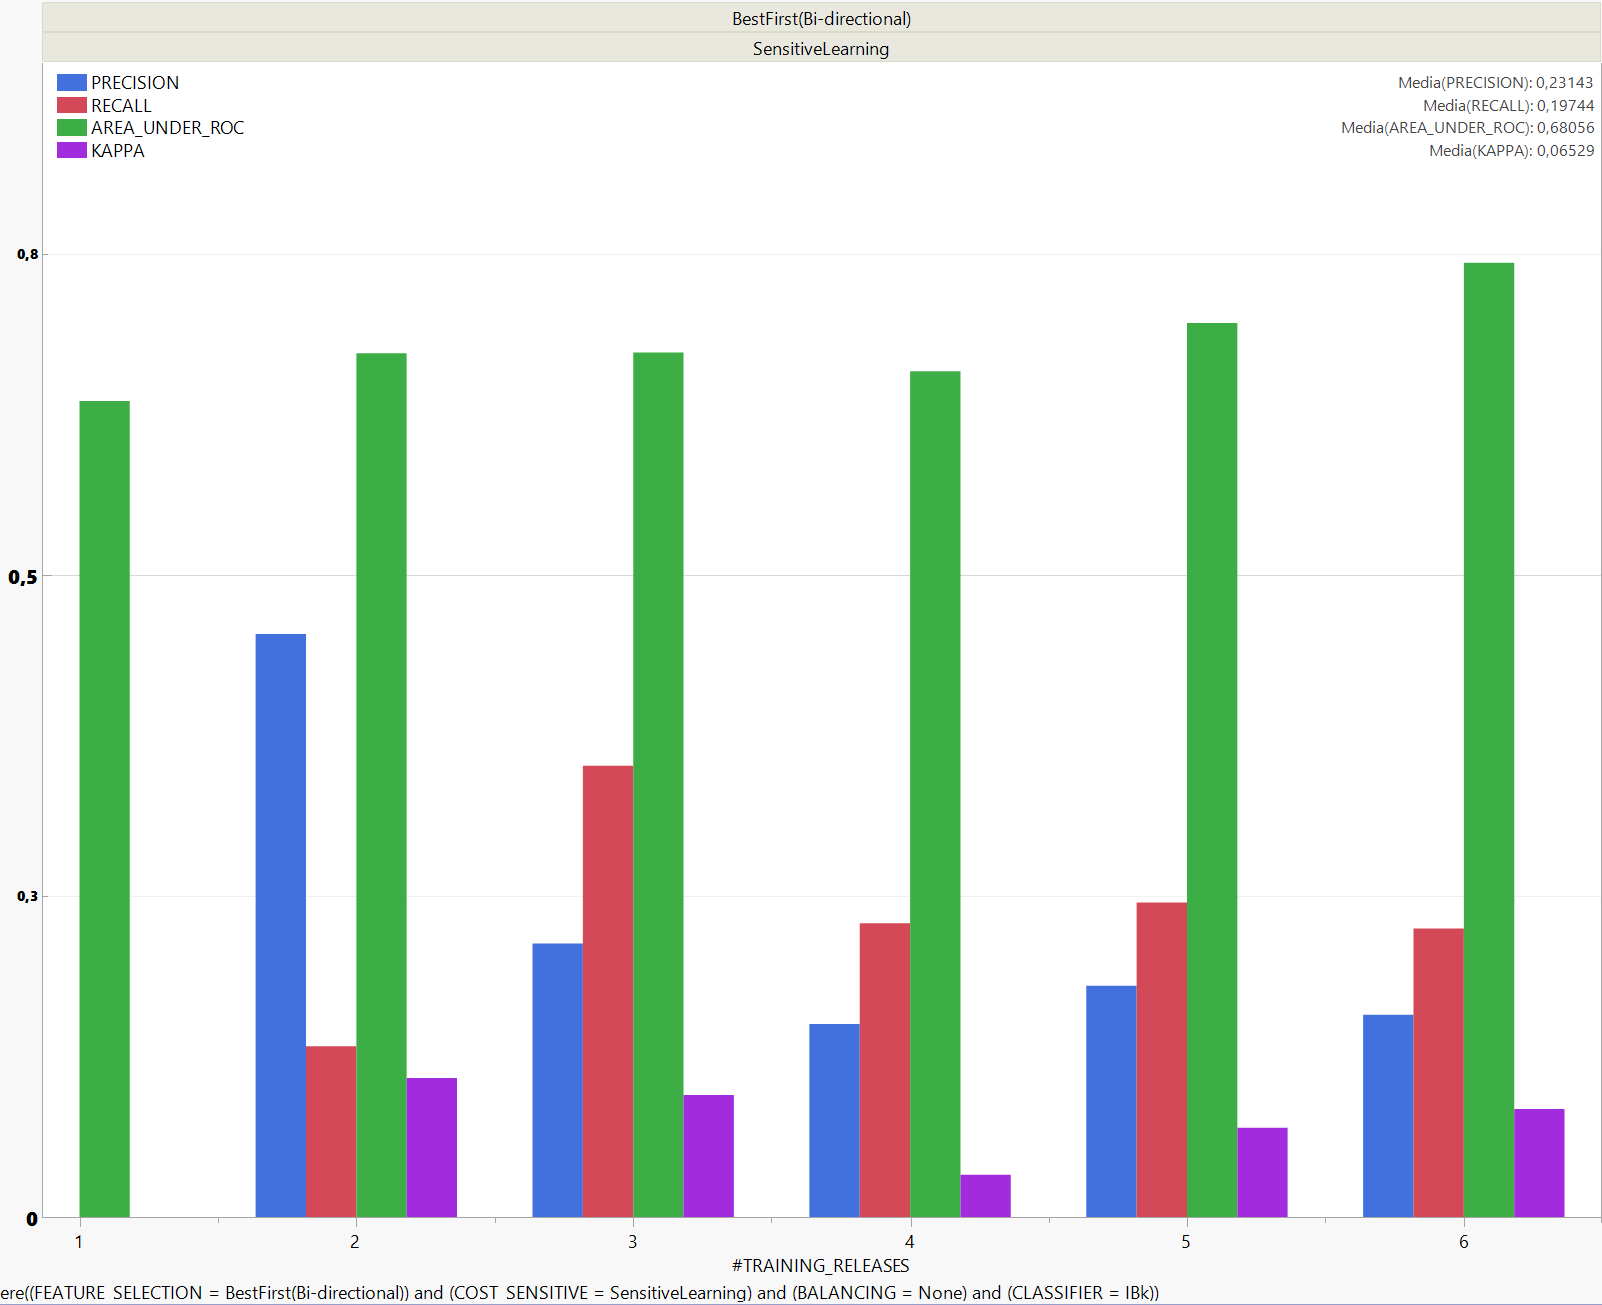 BestFirst(Bi-directional)
SensitiveLearning
PRECISION
RECALL
AREA_UNDER_ROC
KAPPA
Media(PRECISION): 0,23143
Media(RECALL): 0,19744
Media(AREA_UNDER_ROC): 0,68056
Media(KAPPA): 0,06529
0,8
0,5
0,3
0
1 2 3 4 5 6
#TRAINING_RELEASES
ere((FEATURE_SELECTION = BestFirst(Bi-directional)) and (COST_SENSITIVE = SensitiveLearning) and (BALANCING = None) and (CLASSIFIER = IBk))